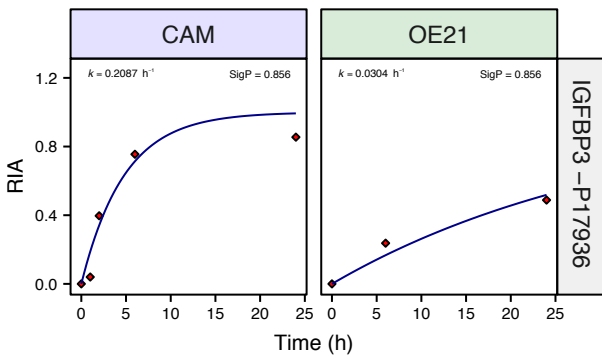 CAM
OE21
k = 0.2087 h⁻¹
SigP = 0.856
k = 0.0304 h⁻¹
SigP = 0.856
IGFBP3 – P17936
RIA
1.2
0.8
0.4
0.0
0 5 10 15 20 25
0 5 10 15 20 25
Time (h)